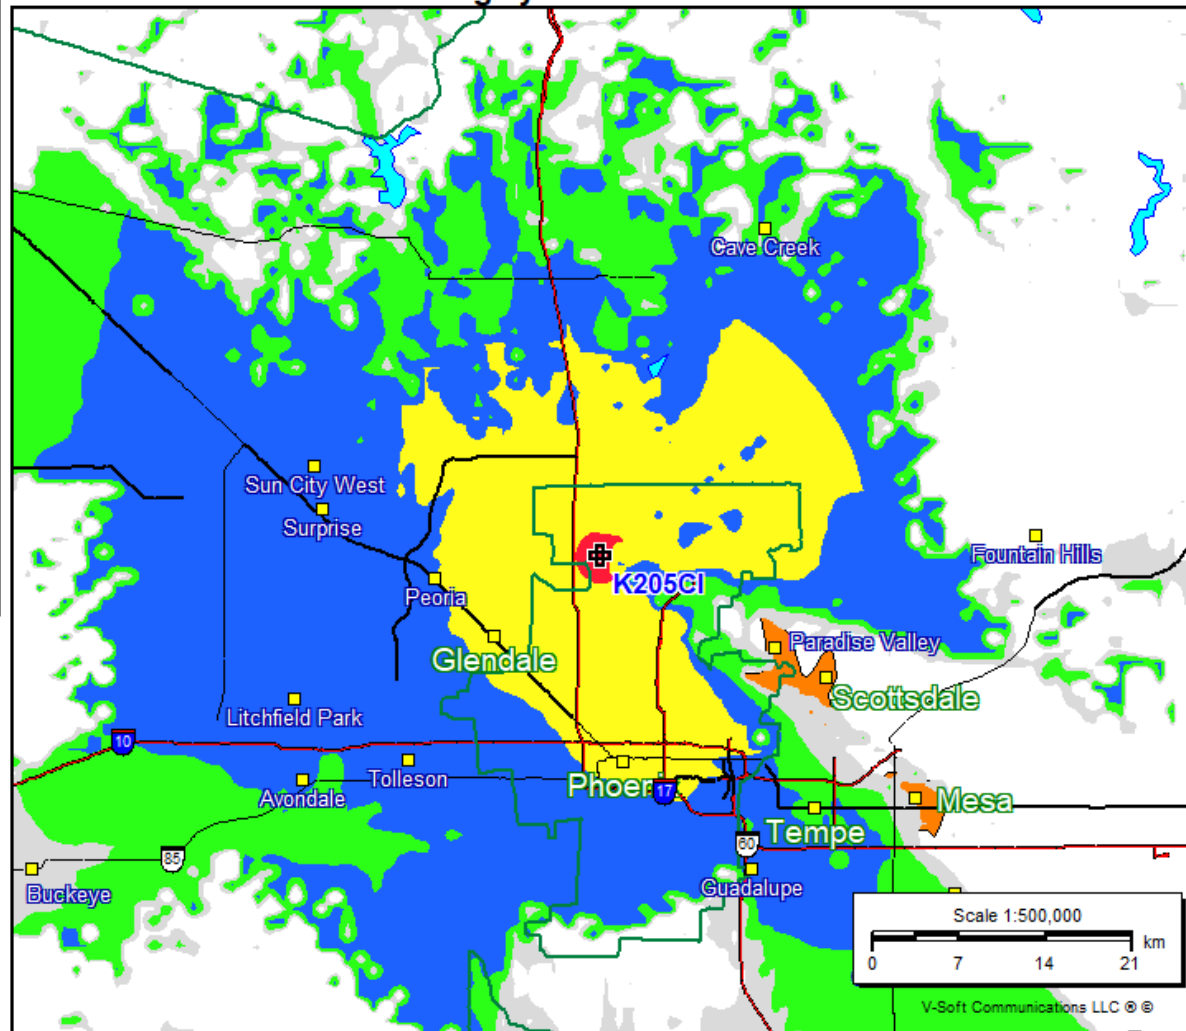 Cave Creek
Sun City West
Surprise
Fountain Hills
K205CI
Peoria
Paradise Valley
Glendale
Scottsdale
Litchfield Park
10
Tolleson
Avondale
Phoen
17
Mesa
Tempe
60
85
Buckeye
Guadalupe
Scale 1:500,000
km
0 7 14 21
V-Soft Communications LLC ® ©